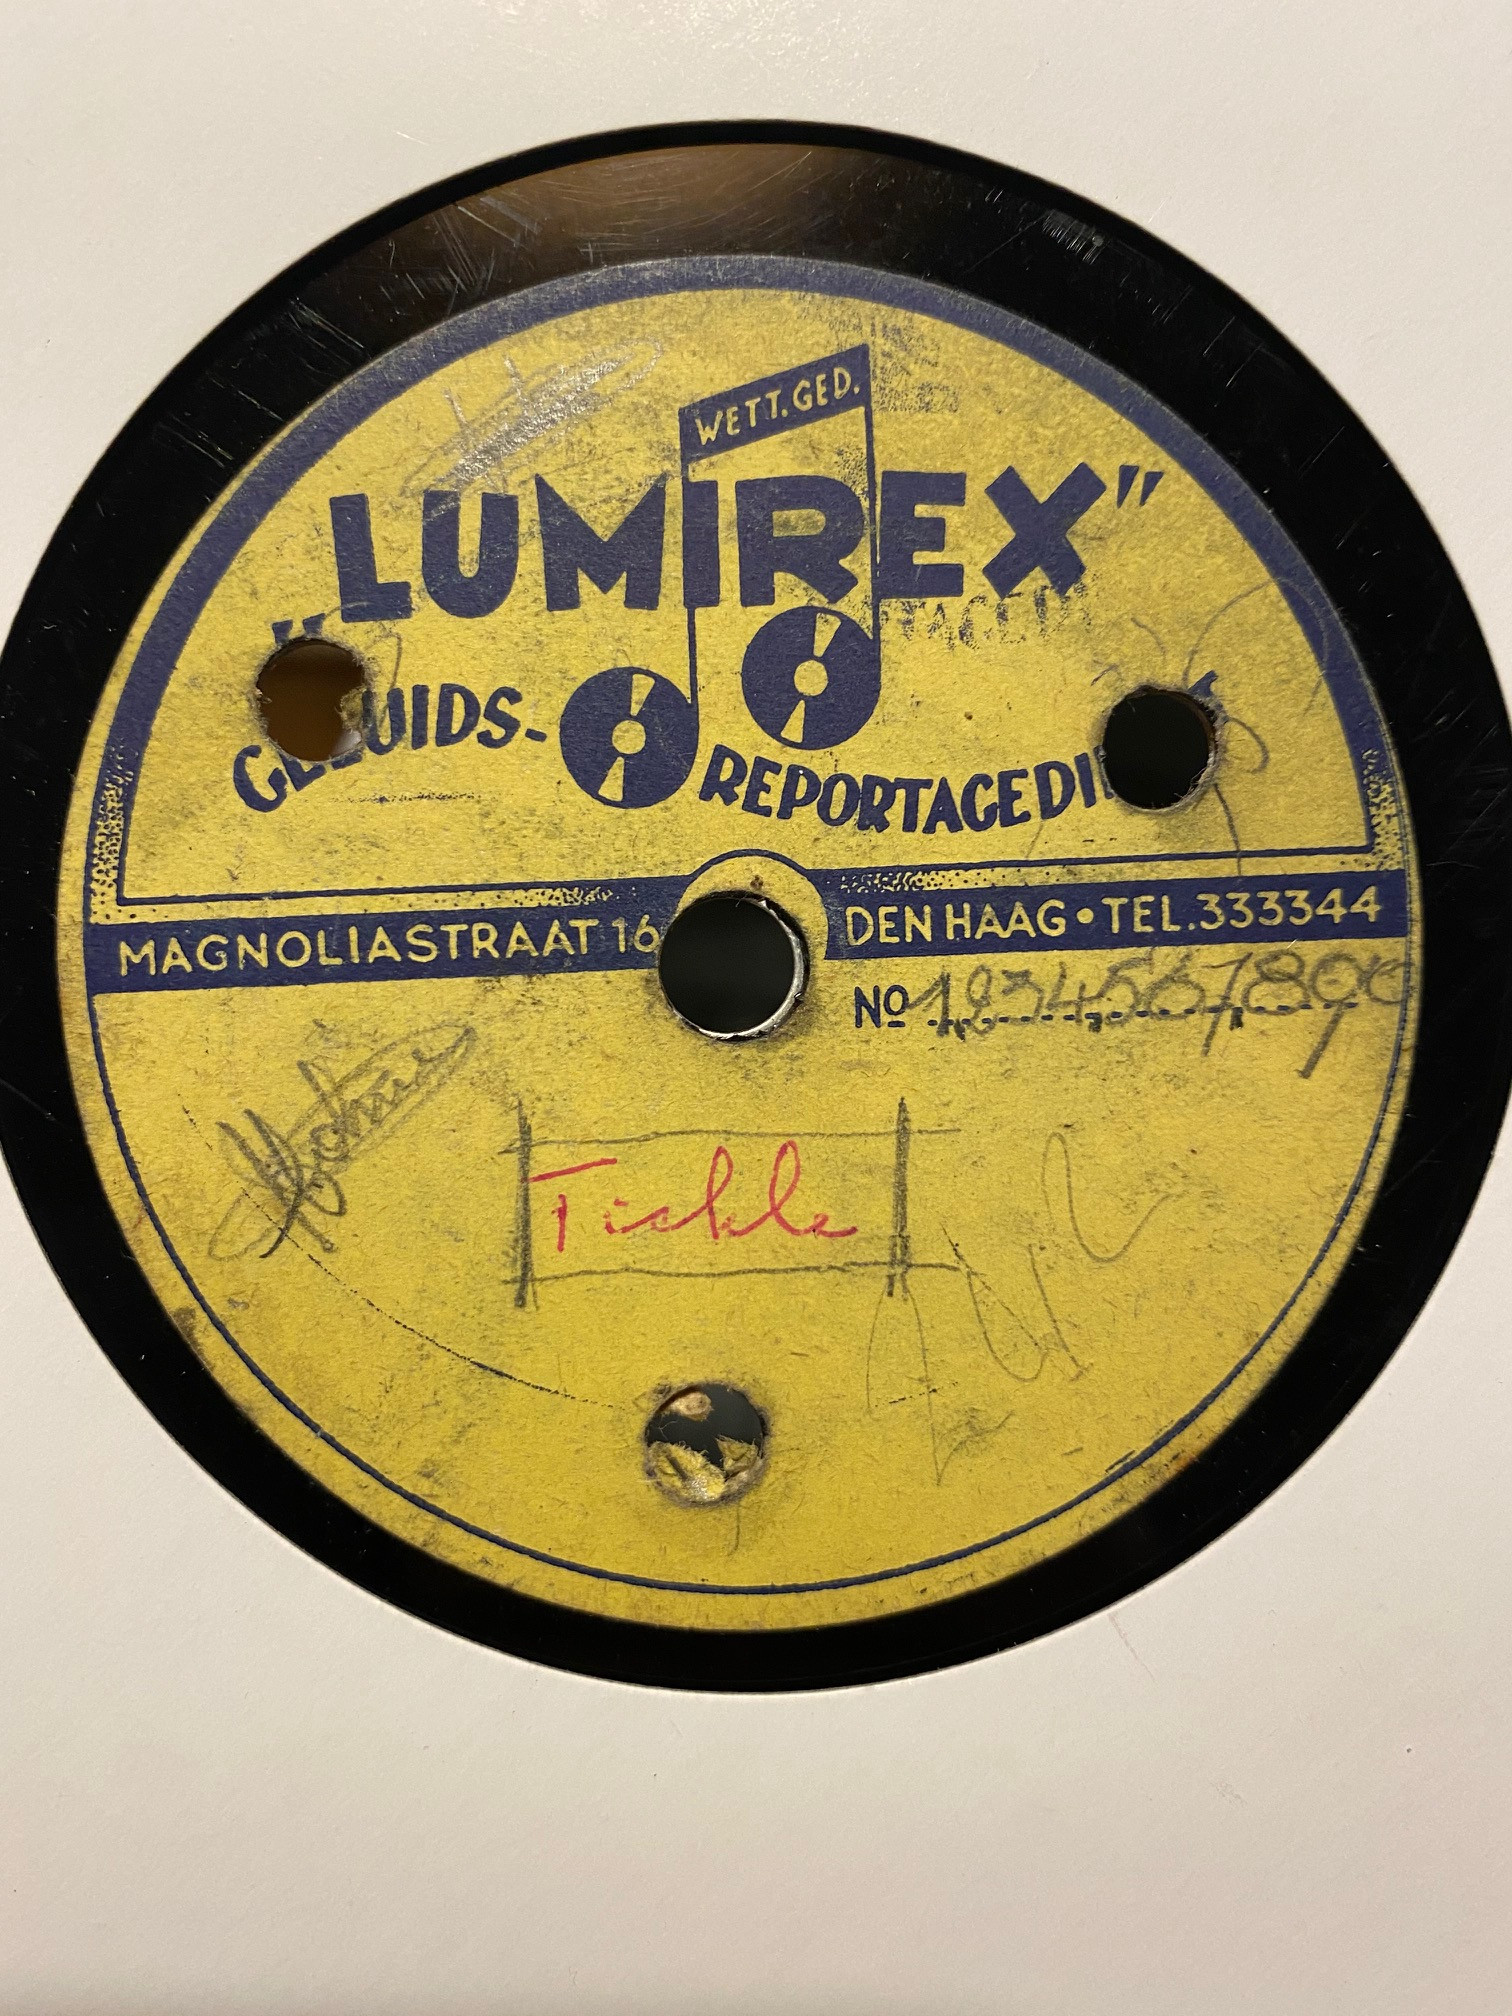 WETT. GED.
„LUMIREX”
GELUIDS-REPORTAGEDI
MAGNOLIASTRAAT 16 DEN HAAG • TEL. 333344
No 1234567890
Tickle